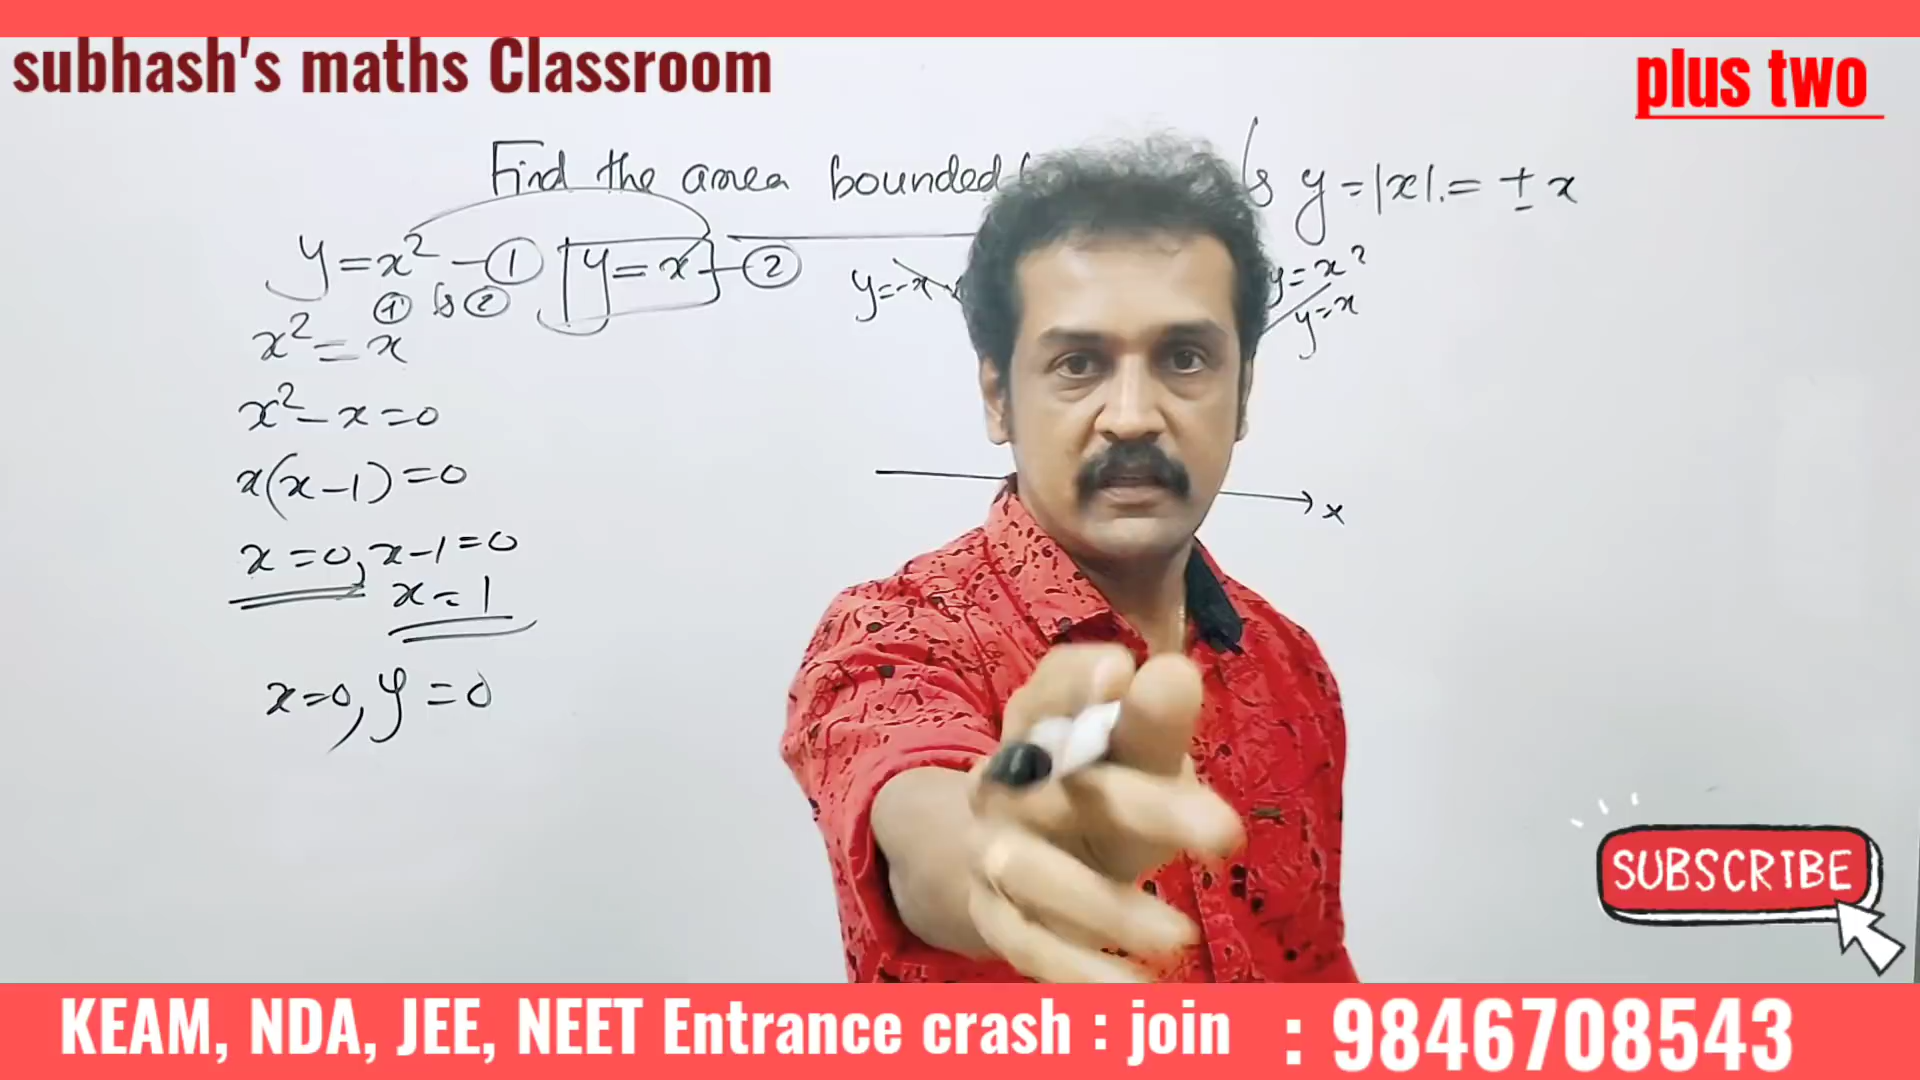 subhash's maths Classroom
plus two
Find the area bounded & y = |x|. = ± x
y = x² - ① y = x - ② y = -x y = x²
① & ② y = x
x² = x
x² - x = 0
x(x - 1) = 0
x
x = 0, x - 1 = 0
x = 1
x = 0, y = 0
SUBSCRIBE
KEAM, NDA, JEE, NEET Entrance crash : join : 9846708543